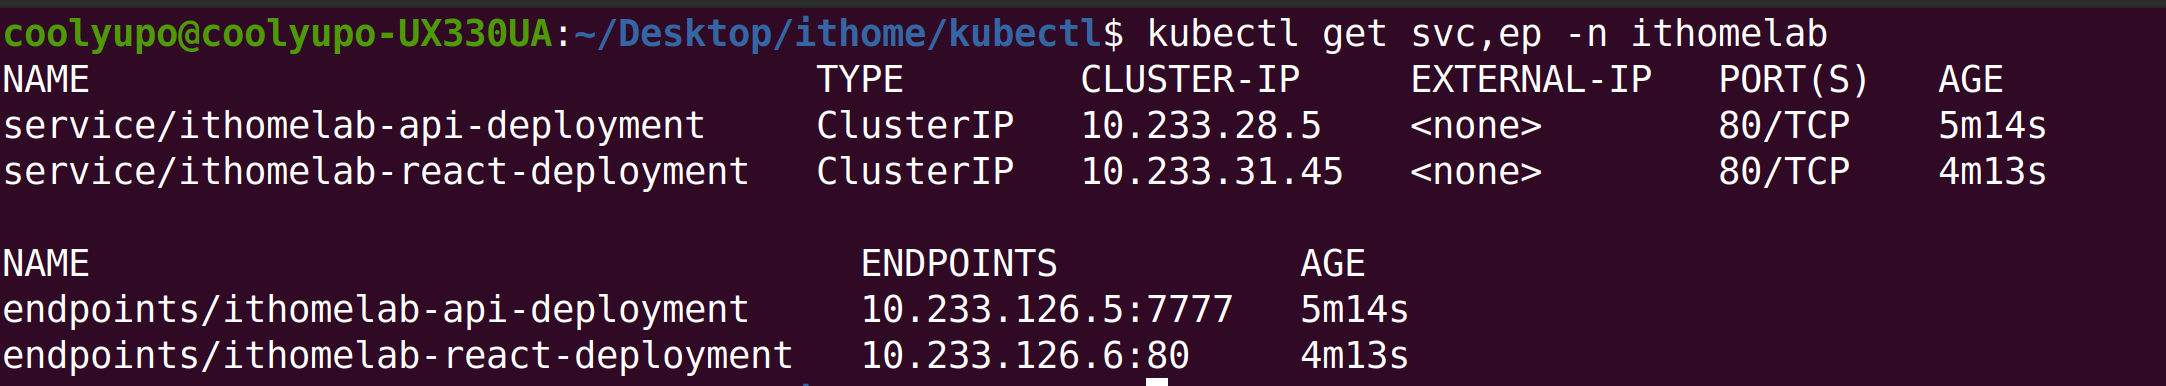 coolyupo@coolyupo-UX330UA:~/Desktop/ithome/kubectl$ kubectl get svc,ep -n ithomelab
NAME TYPE CLUSTER-IP EXTERNAL-IP PORT(S) AGE
service/ithomelab-api-deployment ClusterIP 10.233.28.5 <none> 80/TCP 5m14s
service/ithomelab-react-deployment ClusterIP 10.233.31.45 <none> 80/TCP 4m13s
NAME ENDPOINTS AGE
endpoints/ithomelab-api-deployment 10.233.126.5:7777 5m14s
endpoints/ithomelab-react-deployment 10.233.126.6:80 4m13s